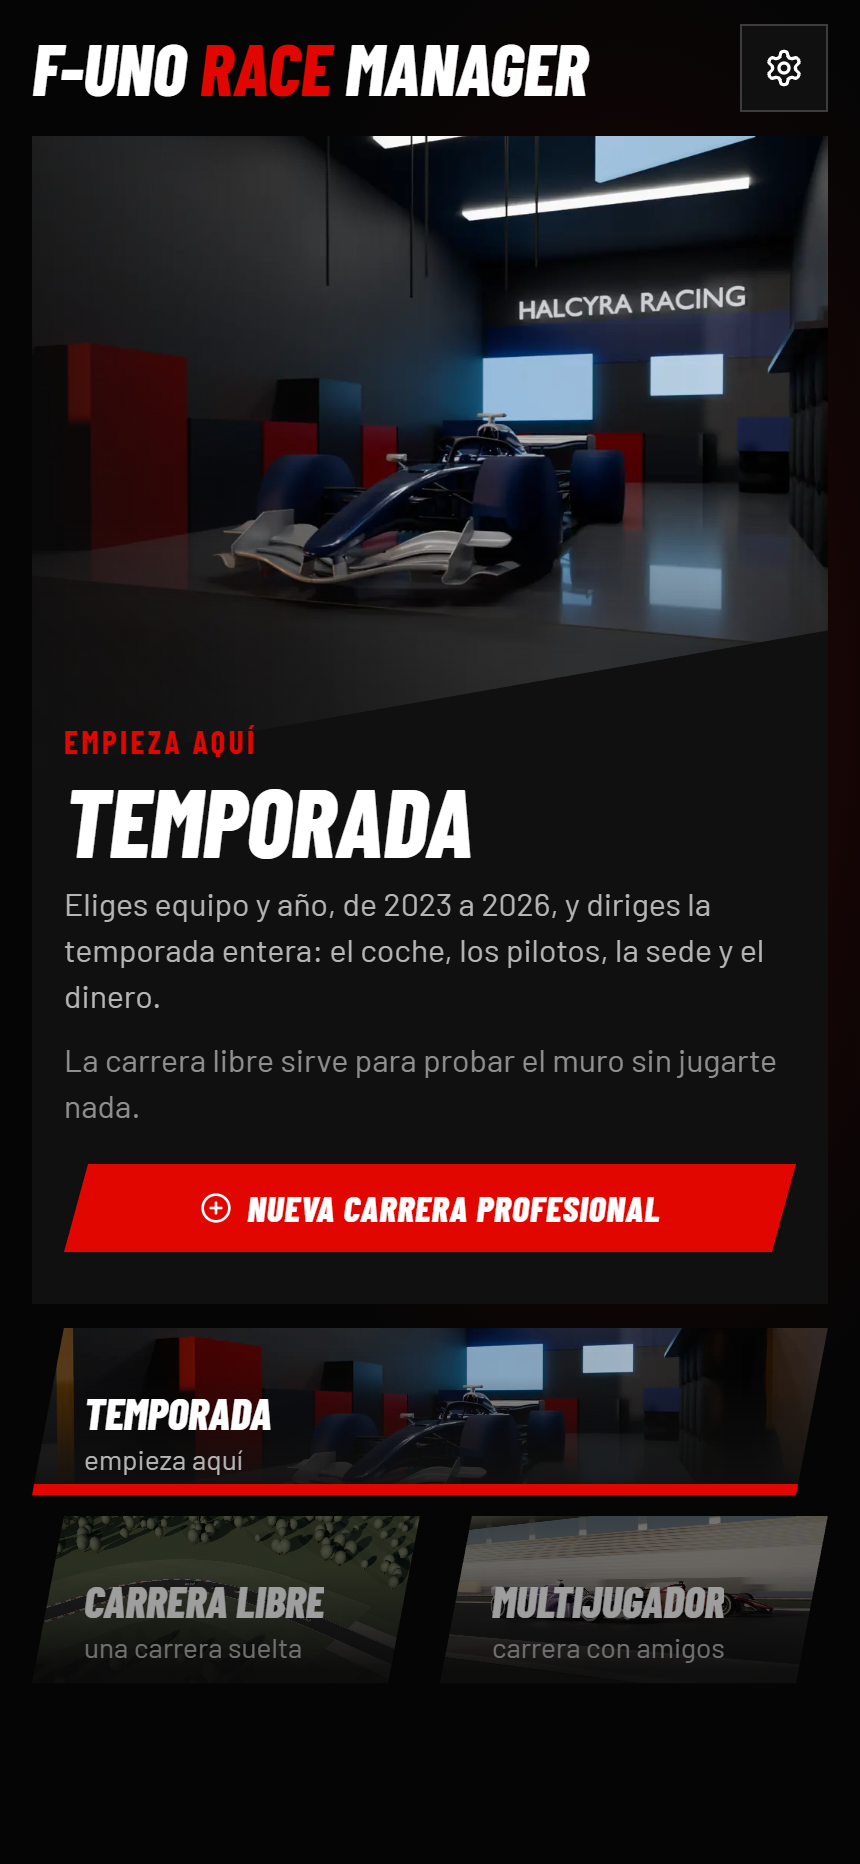 F-UNO RACE MANAGER
HALCYRA RACING
EMPIEZA AQUÍ
TEMPORADA
Eliges equipo y año, de 2023 a 2026, y diriges la
temporada entera: el coche, los pilotos, la sede y el
dinero.
La carrera libre sirve para probar el muro sin jugarte
nada.
NUEVA CARRERA PROFESIONAL
TEMPORADA
empieza aquí
CARRERA LIBRE
una carrera suelta
MULTIJUGADOR
carrera con amigos